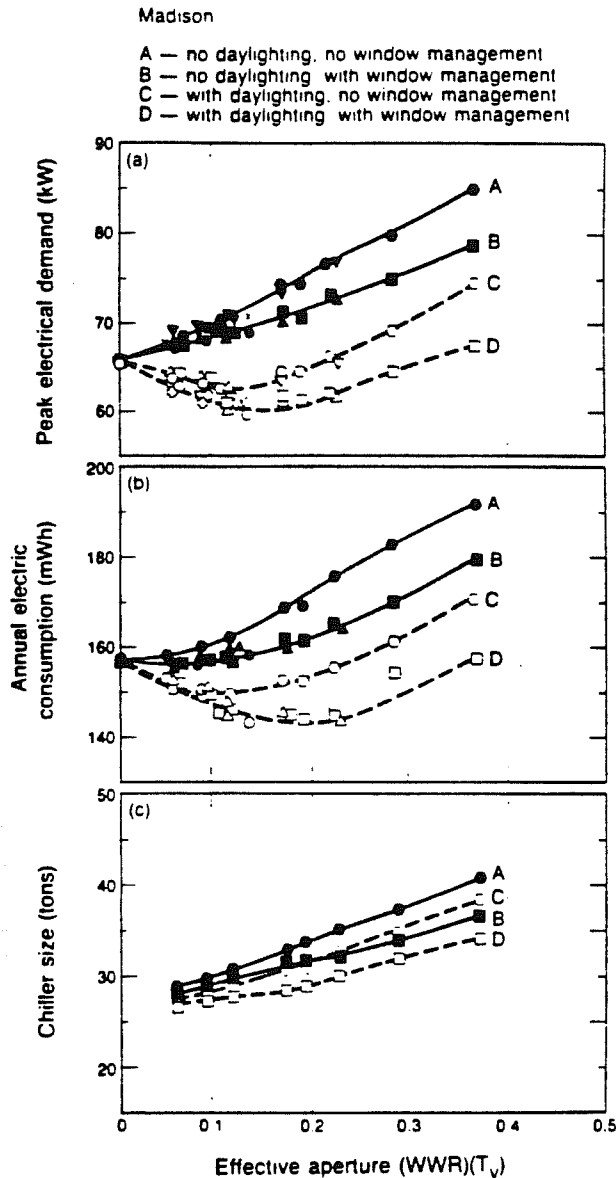 Madison
A — no daylighting, no window management
B — no daylighting with window management
C — with daylighting, no window management
D — with daylighting with window management
(a)
Peak electrical demand (kW)
90
80
70
60
A
B
C
D
(b)
Annual electric
consumption (mWh)
200
180
160
140
A
B
C
D
(c)
Chiller size (tons)
50
40
30
20
A
C
B
D
0 0 1 0.2 0.3 0 4 0.5
Effective aperture (WWR)(Tv)